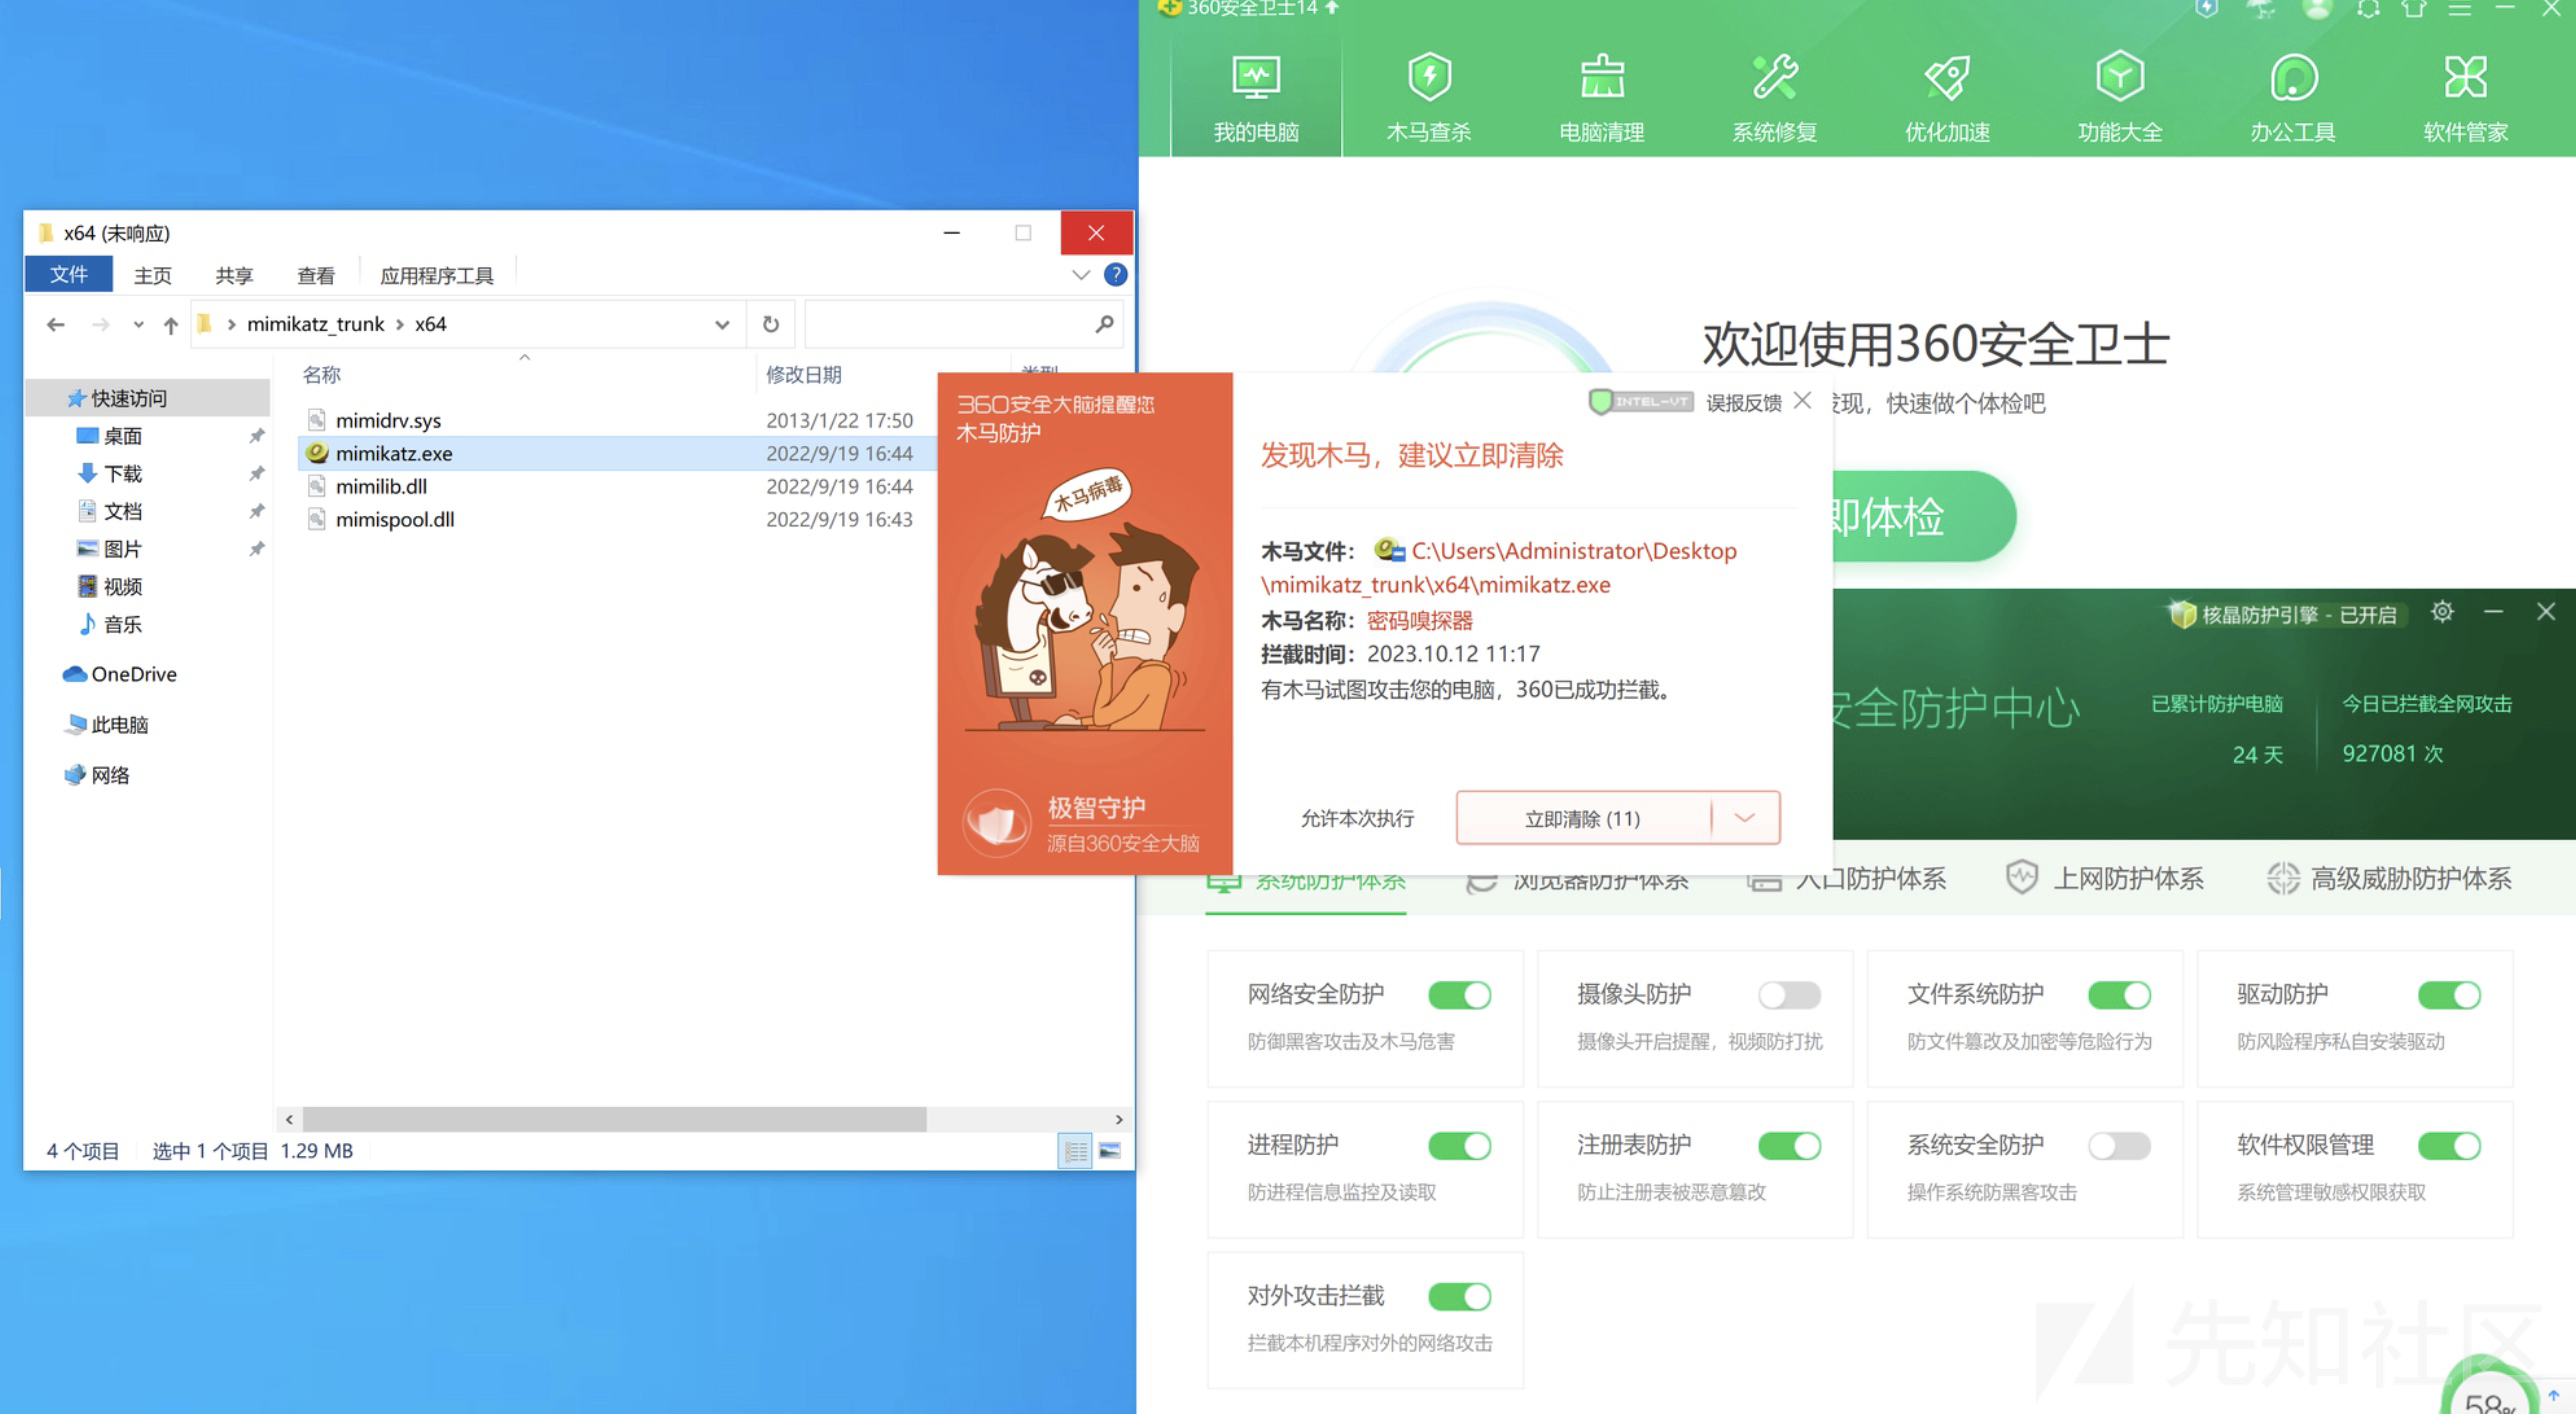 360安全卫士14
我的电脑
木马查杀
电脑清理
系统修复
优化加速
功能大全
办公工具
软件管家
x64 (未响应)
文件
主页
共享
查看
应用程序工具
mimikatz_trunk
x64
名称
修改日期
类型
快速访问
桌面
下载
文档
图片
视频
音乐
OneDrive
此电脑
网络
mimidrv.sys 2013/1/22 17:50
mimikatz.exe 2022/9/19 16:44
mimilib.dll 2022/9/19 16:44
mimispool.dll 2022/9/19 16:43
4 个项目
选中 1 个项目 1.29 MB
360安全大脑提醒您
木马防护
木马病毒
极智守护
源自360安全大脑
INTEL-VT
误报反馈
发现木马，建议立即清除
木马文件： C:\Users\Administrator\Desktop
\mimikatz_trunk\x64\mimikatz.exe
木马名称： 密码嗅探器
拦截时间： 2023.10.12 11:17
有木马试图攻击您的电脑，360已成功拦截。
允许本次执行
立即清除 (11)
欢迎使用360安全卫士
发现，快速做个体检吧
即体检
核晶防护引擎 - 已开启
安全防护中心
已累计防护电脑
24 天
今日已拦截全网攻击
927081 次
系统防护体系
浏览器防护体系
入口防护体系
上网防护体系
高级威胁防护体系
网络安全防护
防御黑客攻击及木马危害
摄像头防护
摄像头开启提醒，视频防打扰
文件系统防护
防文件篡改及加密等危险行为
驱动防护
防风险程序私自安装驱动
进程防护
防进程信息监控及读取
注册表防护
防止注册表被恶意篡改
系统安全防护
操作系统防黑客攻击
软件权限管理
系统管理敏感权限获取
对外攻击拦截
拦截本机程序对外的网络攻击
先知社区
58%